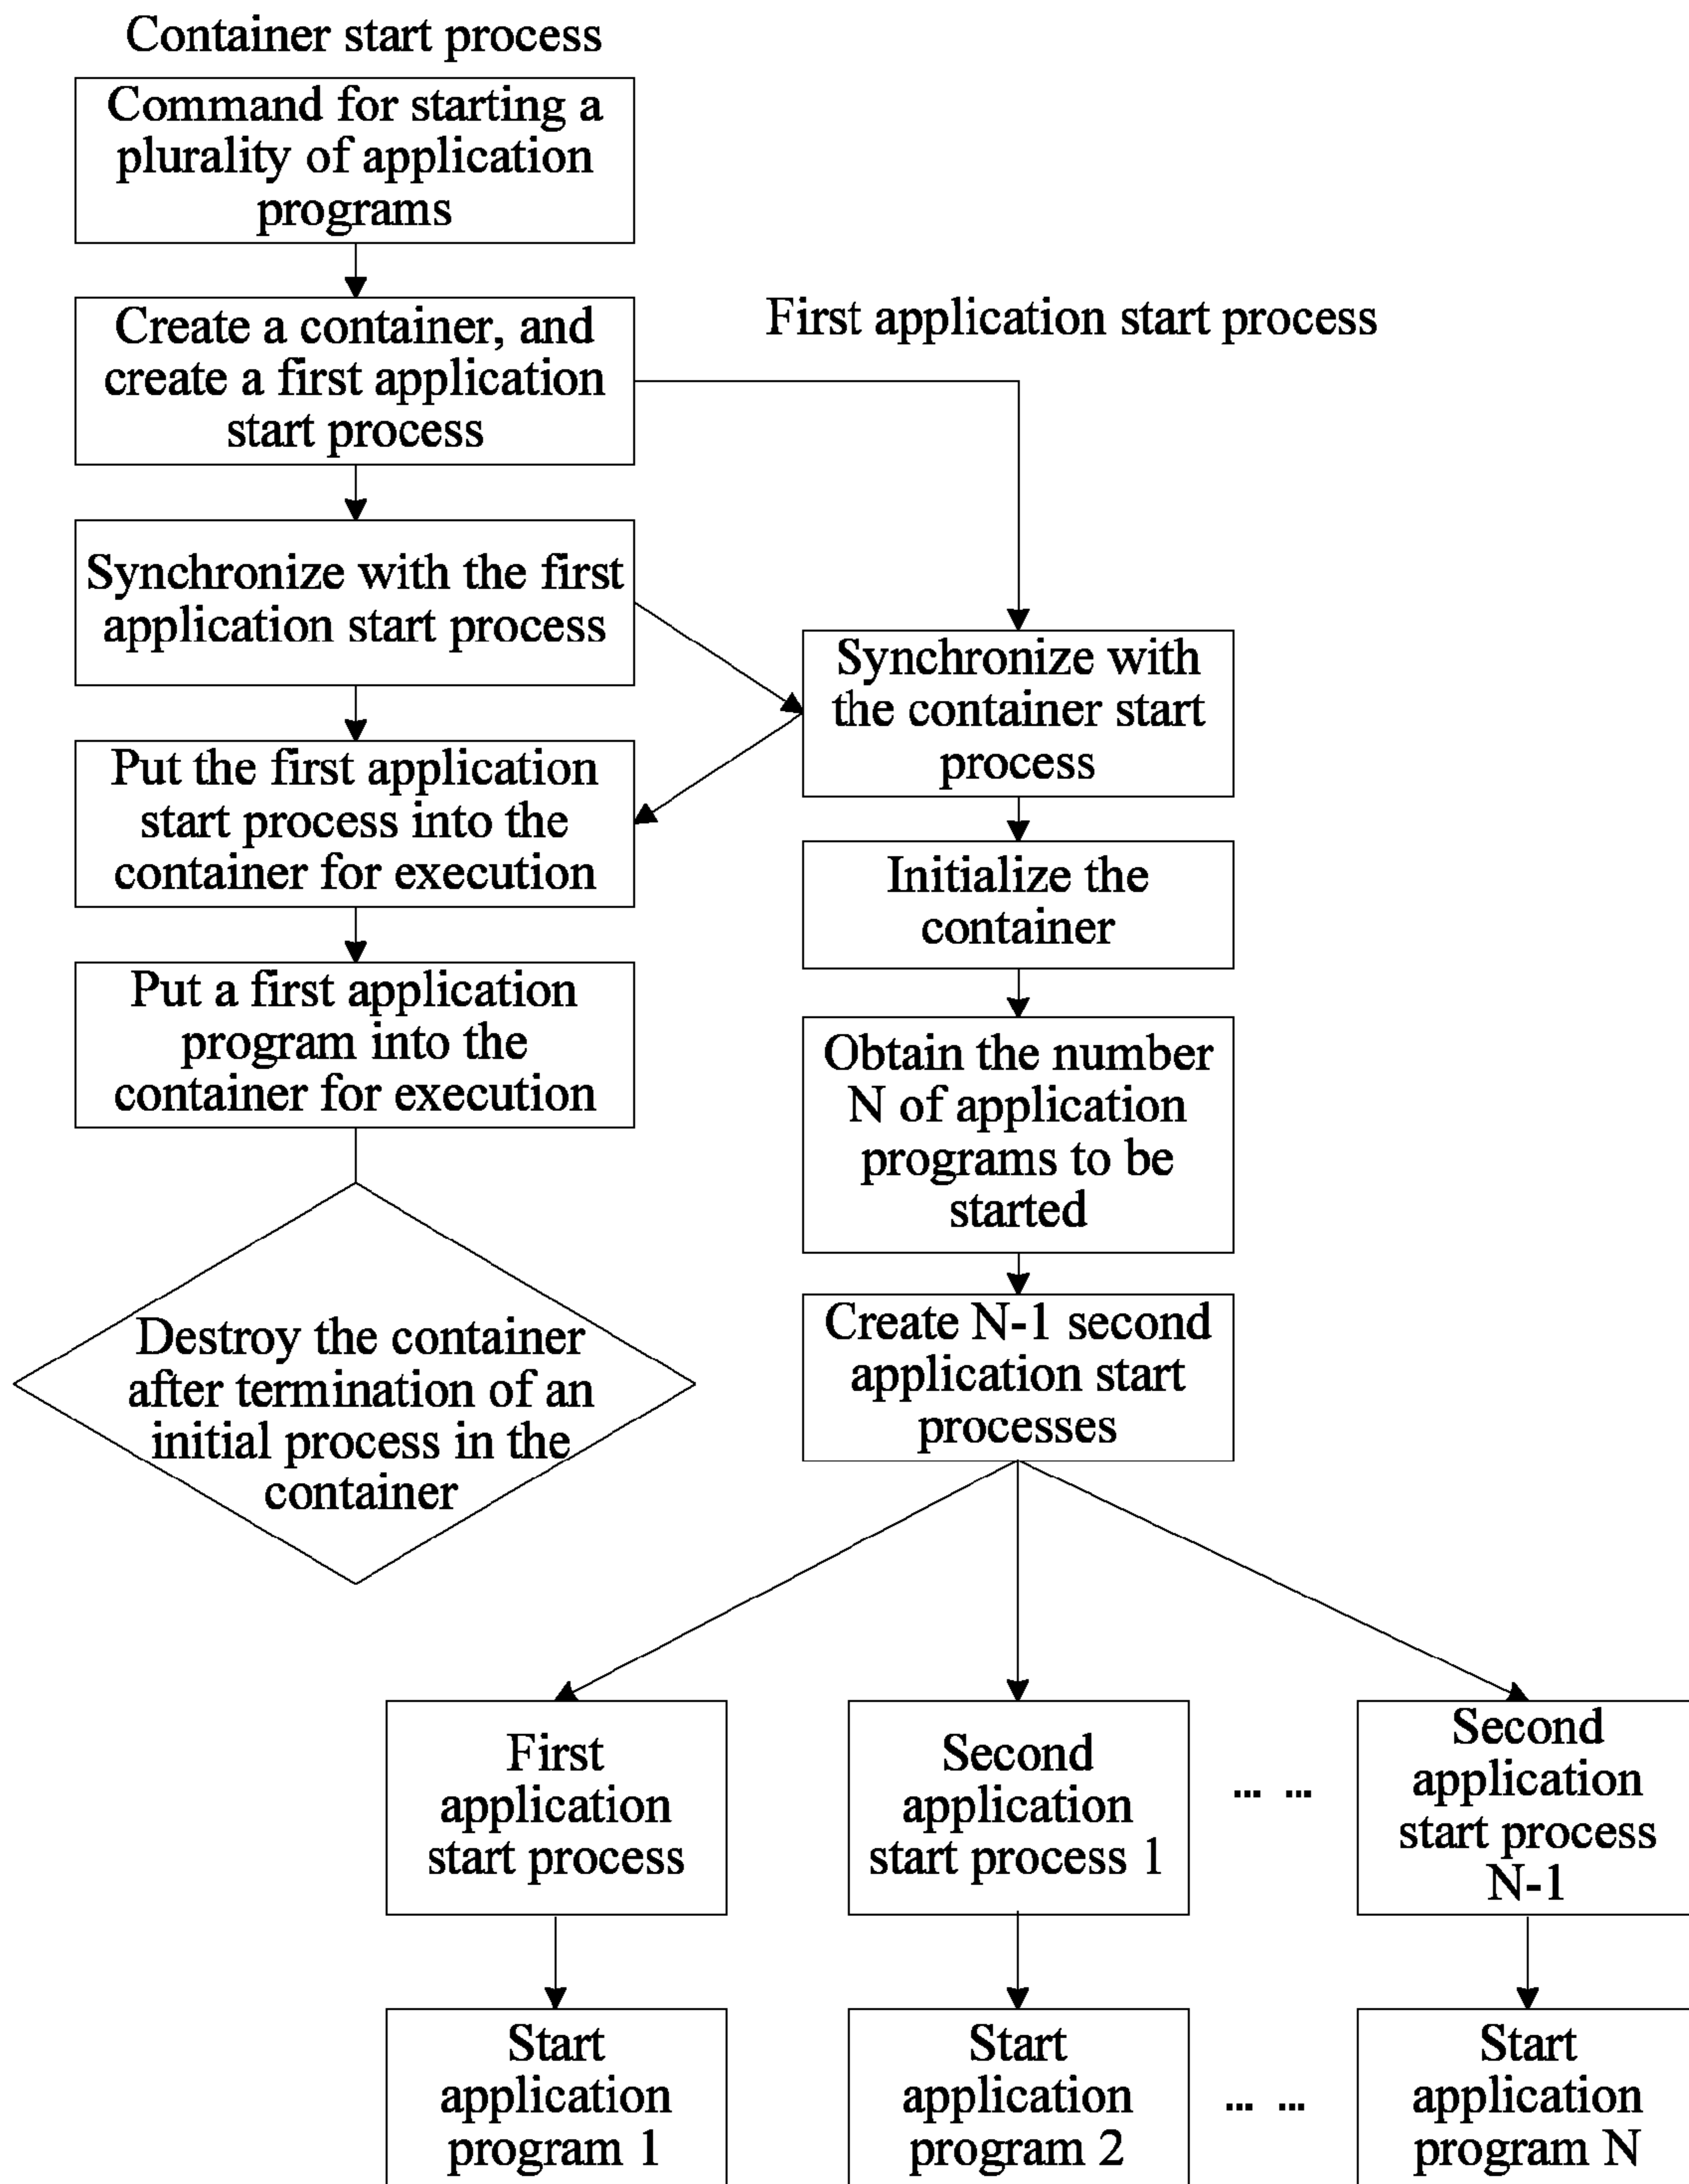 Container start process
Command for starting a
plurality of application
programs
Create a container, and
create a first application
start process
First application start process
Synchronize with the first
application start process
Synchronize with
the container start
process
Put the first application
start process into the
container for execution
Initialize the
container
Put a first application
program into the
container for execution
Obtain the number
N of application
programs to be
started
Destroy the container
after termination of an
initial process in the
container
Create N-1 second
application start
processes
First
application
start process
Second
application
start process 1
... ...
Second
application
start process
N-1
Start
application
program 1
Start
application
program 2
... ...
Start
application
program N